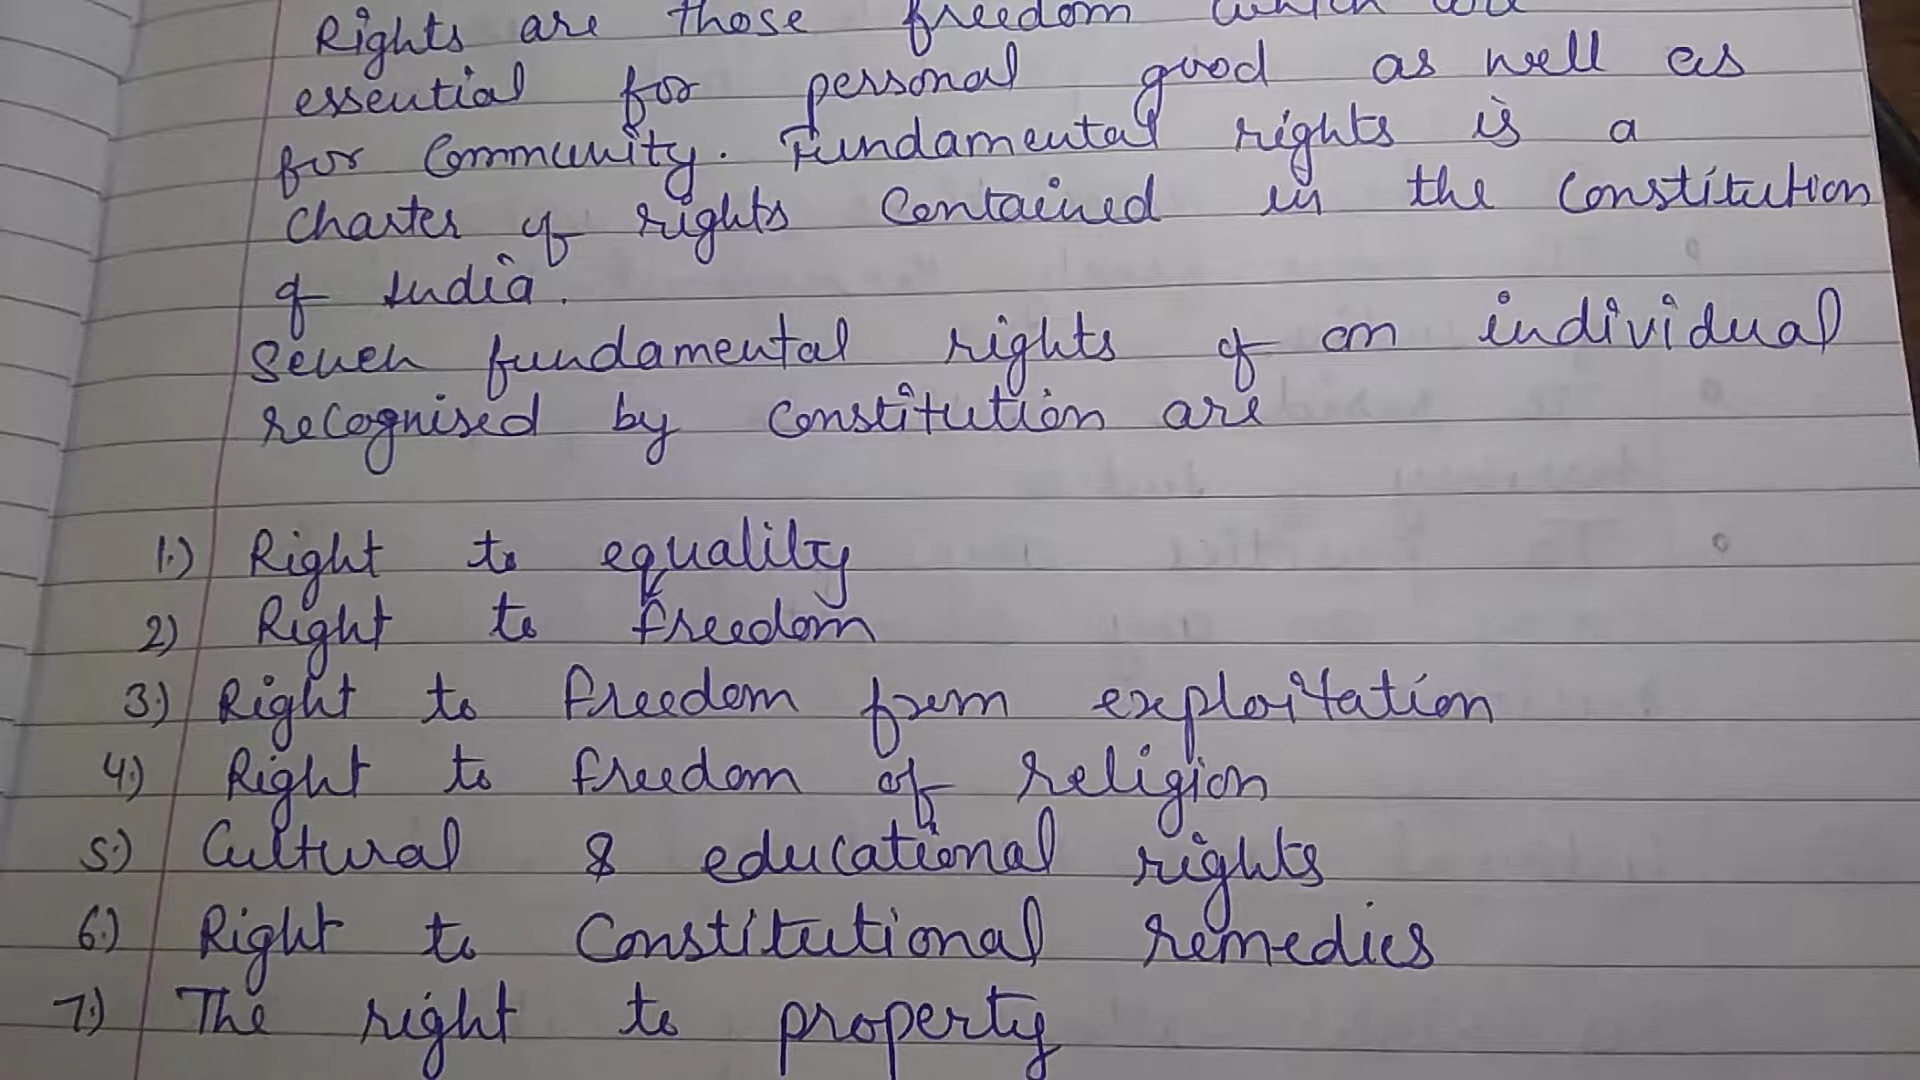 Rights are those freedom which are
essential for personal good as well as
for Community. Fundamental rights is a
Charter of rights Contained in the Constitution
of India.
Seven fundamental rights of an individual
recognised by Constitution are
1.) Right to equality
2) Right to freedom
3.) Right to freedom from exploitation
4.) Right to freedom of religion
5.) Cultural & educational rights
6.) Right to Constitutional remedies
7.) The right to property